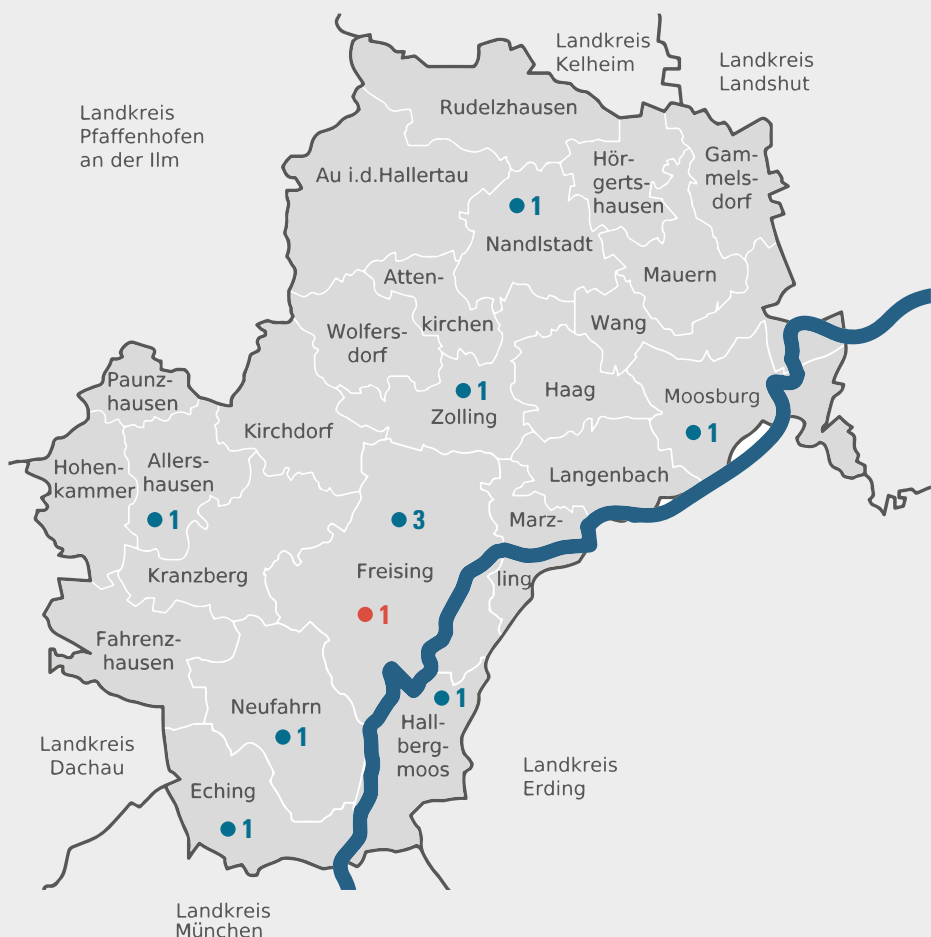 Landkreis
Kelheim
Landkreis
Landshut
Landkreis
Pfaffenhofen
an der Ilm
Rudelzhausen
Au i.d.Hallertau
Hör-
gerts-
hausen
Gam-
mels-
dorf
1
Nandlstadt
Mauern
Atten-
kirchen
Wolfers-
dorf
Wang
Paunz-
hausen
1
Zolling
Haag
Moosburg
1
Kirchdorf
Hohen-
kammer
Allers-
hausen
1
Langenbach
3
Freising
1
Marz-
ling
Kranzberg
Fahrenz-
hausen
Neufahrn
1
1
Hall-
berg-
moos
Landkreis
Dachau
Eching
1
Landkreis
Erding
Landkreis
München